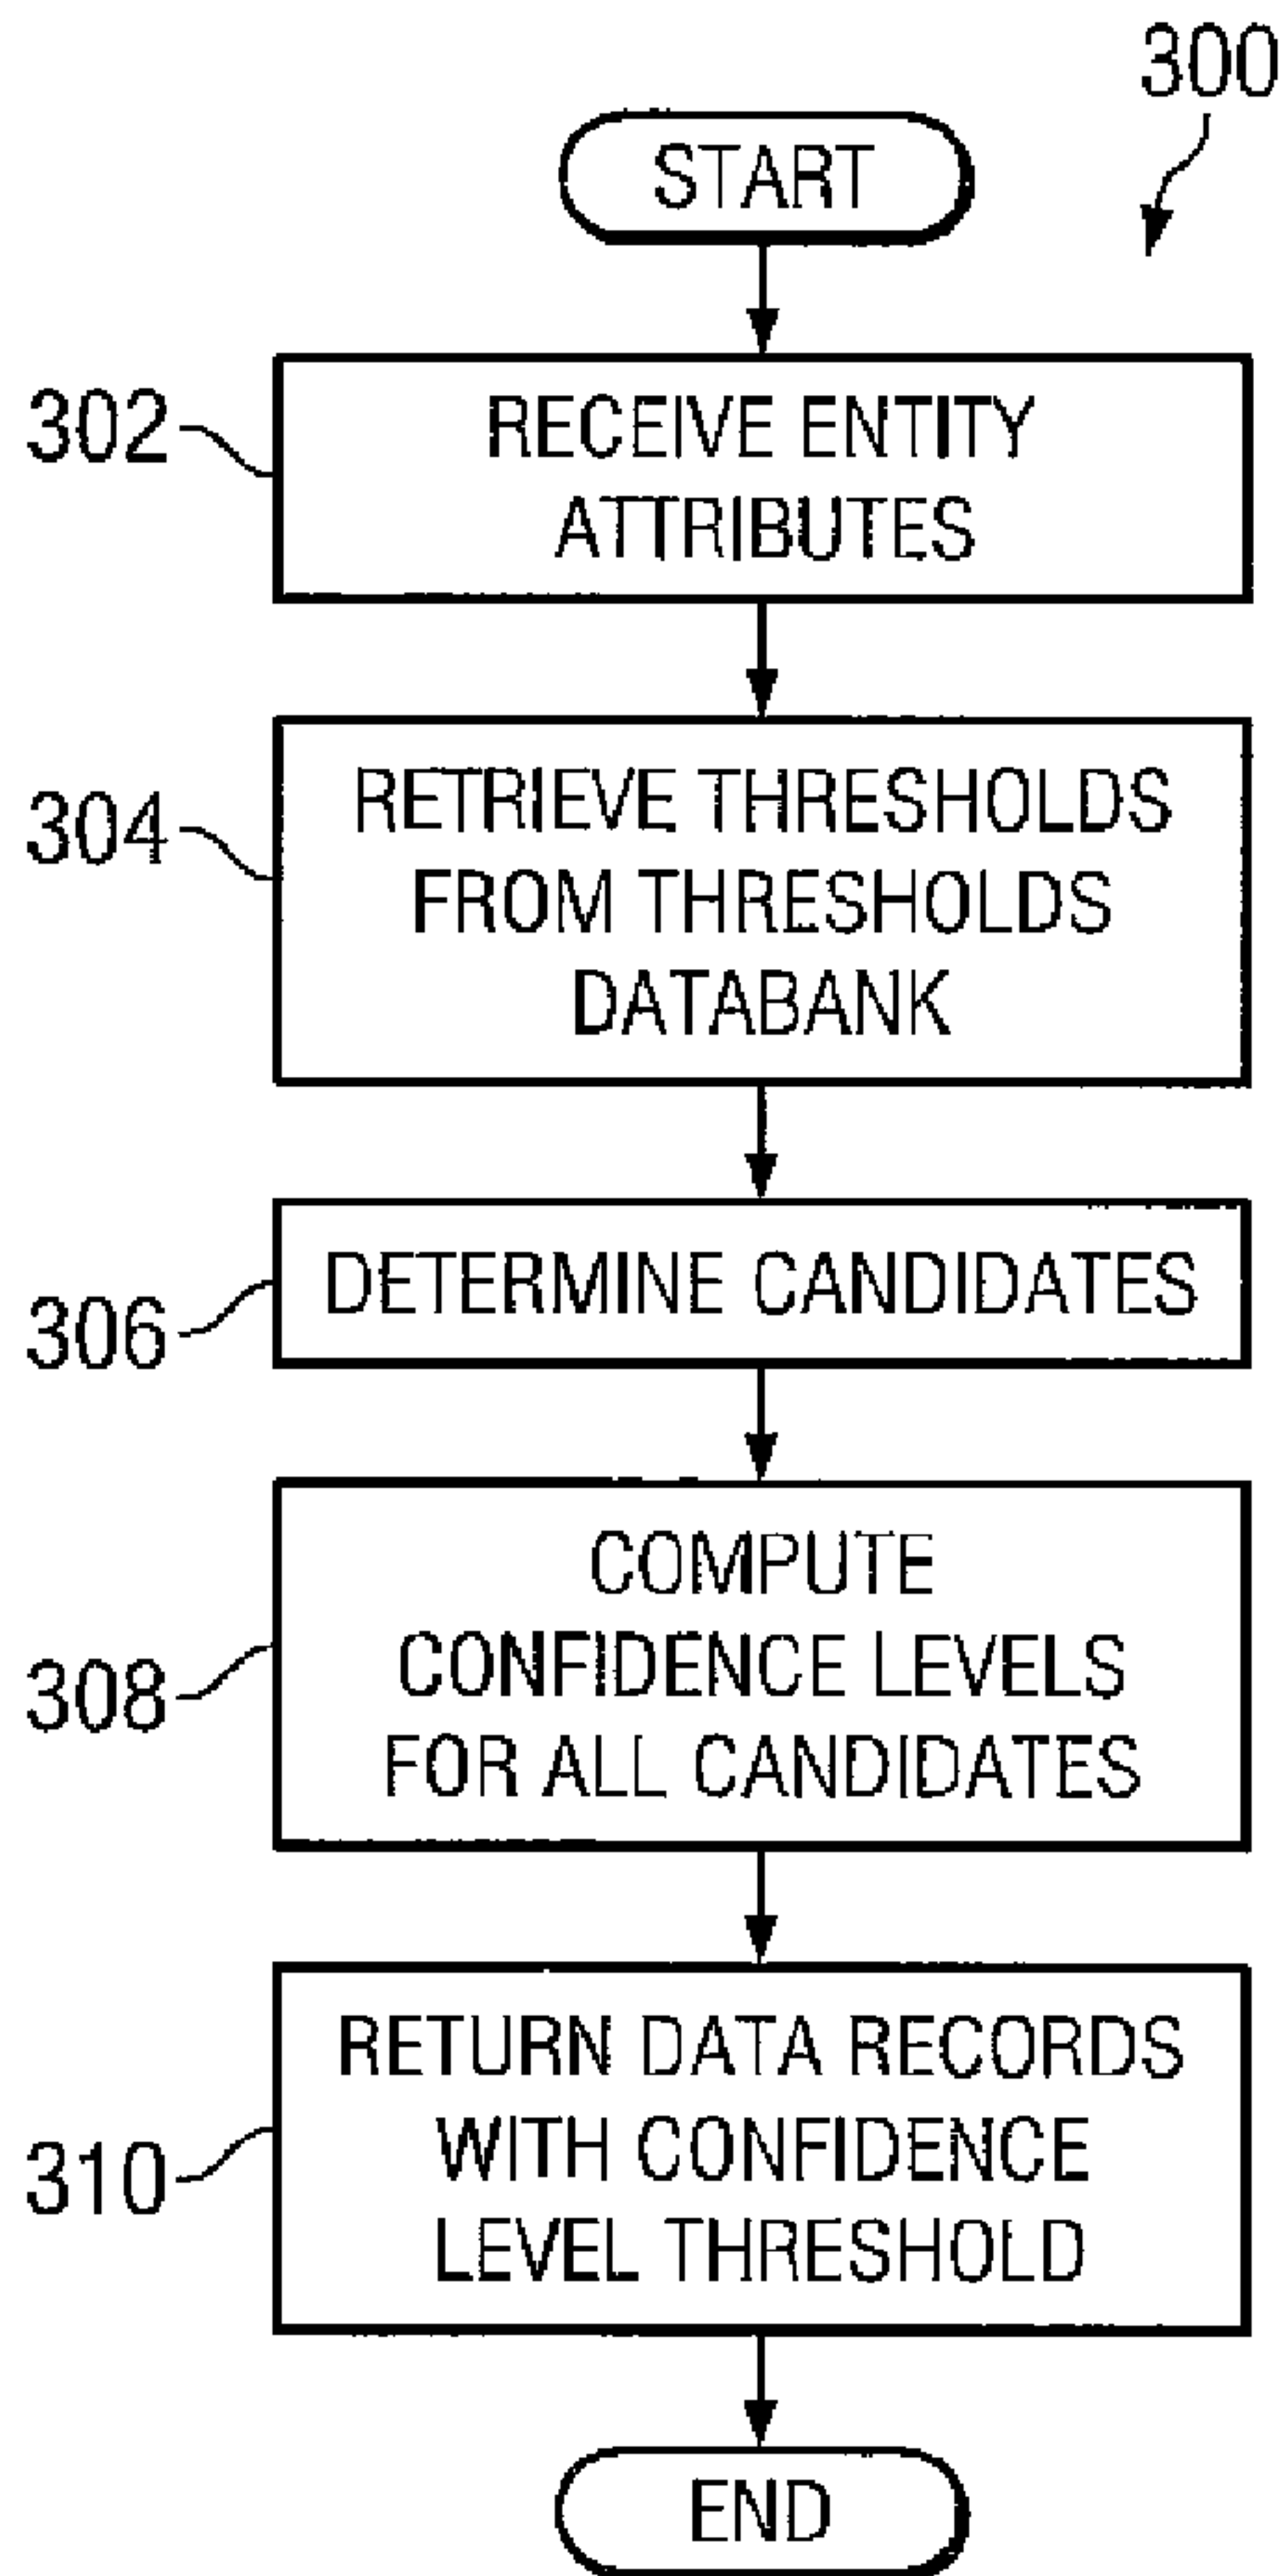 300
START
302
RECEIVE ENTITY
ATTRIBUTES
304
RETRIEVE THRESHOLDS
FROM THRESHOLDS
DATABANK
306
DETERMINE CANDIDATES
308
COMPUTE
CONFIDENCE LEVELS
FOR ALL CANDIDATES
310
RETURN DATA RECORDS
WITH CONFIDENCE
LEVEL THRESHOLD
END